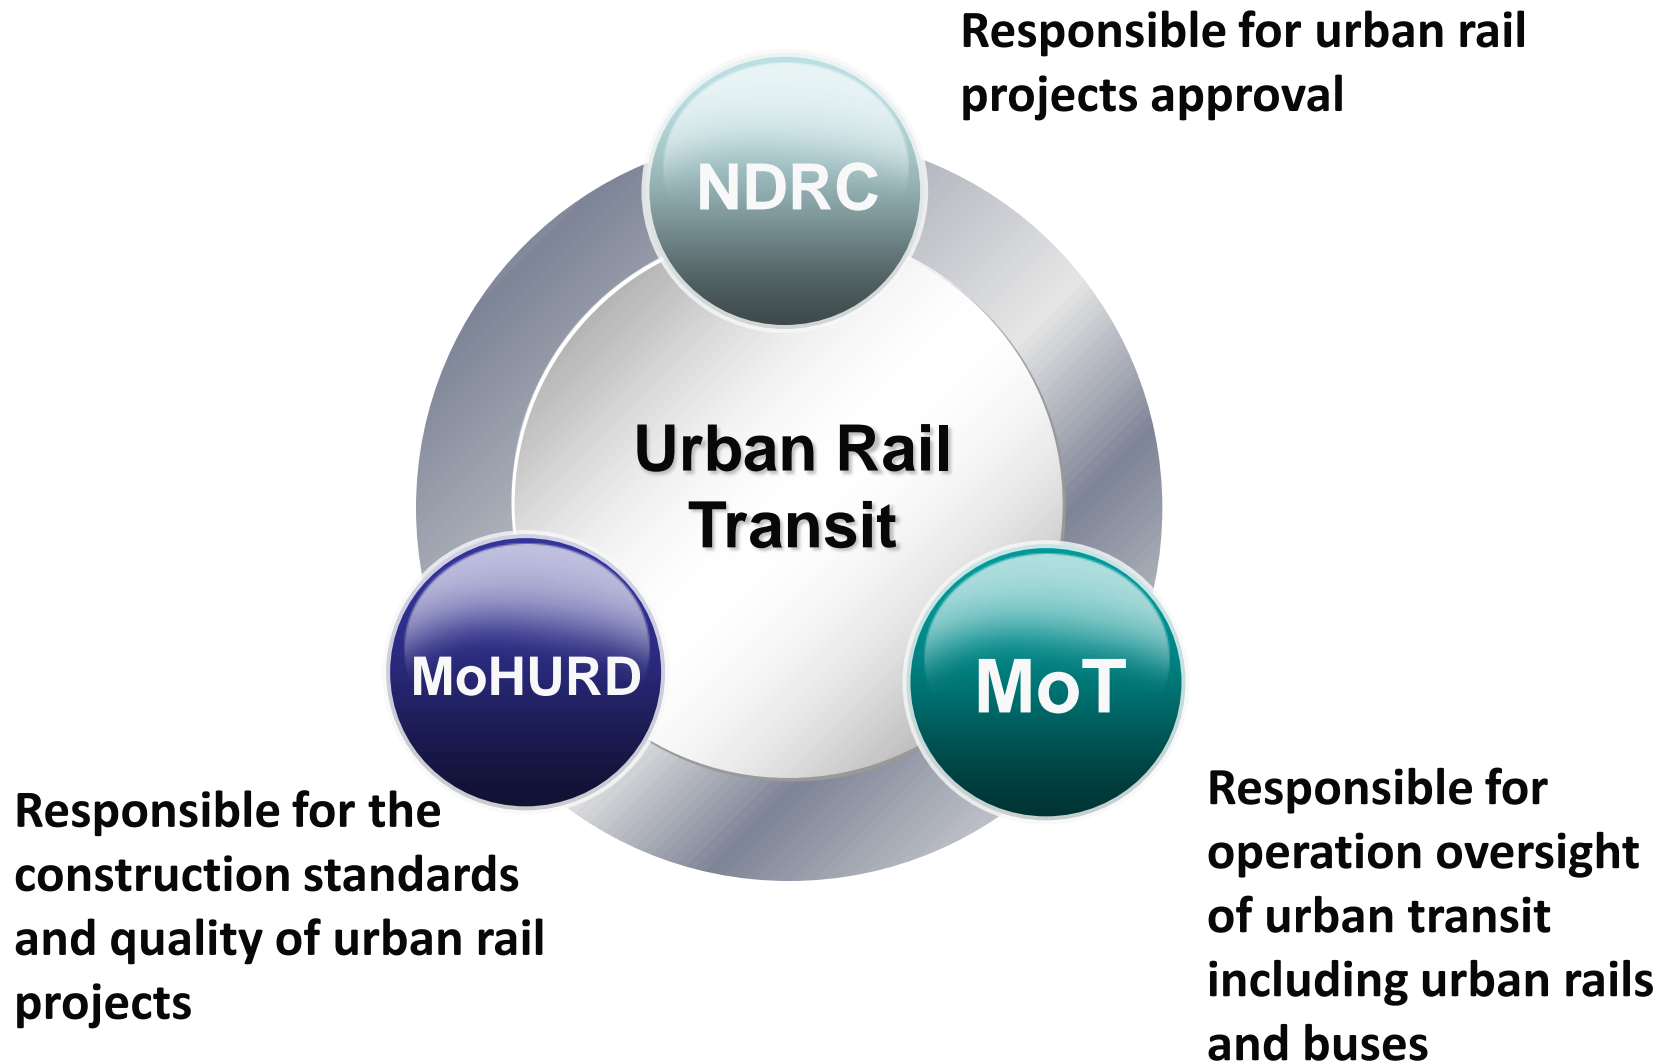 Responsible for urban rail
projects approval
NDRC
Urban Rail
Transit
MoHURD
MoT
Responsible for the
construction standards
and quality of urban rail
projects
Responsible for
operation oversight
of urban transit
including urban rails
and buses